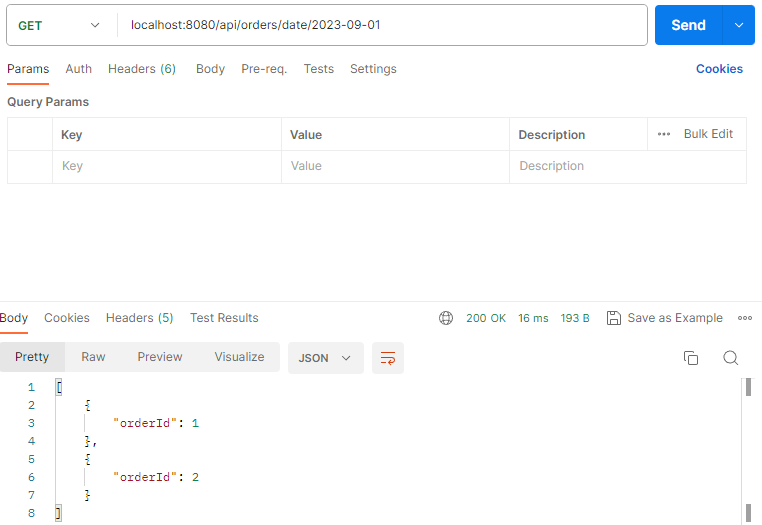 GET localhost:8080/api/orders/date/2023-09-01 Send
Params Auth Headers (6) Body Pre-req. Tests Settings Cookies
Query Params
Key Value Description ••• Bulk Edit
Key Value Description
Body Cookies Headers (5) Test Results 200 OK 16 ms 193 B Save as Example
Pretty Raw Preview Visualize JSON
1 [
2 {
3 "orderId": 1
4 },
5 {
6 "orderId": 2
7 }
8 ]